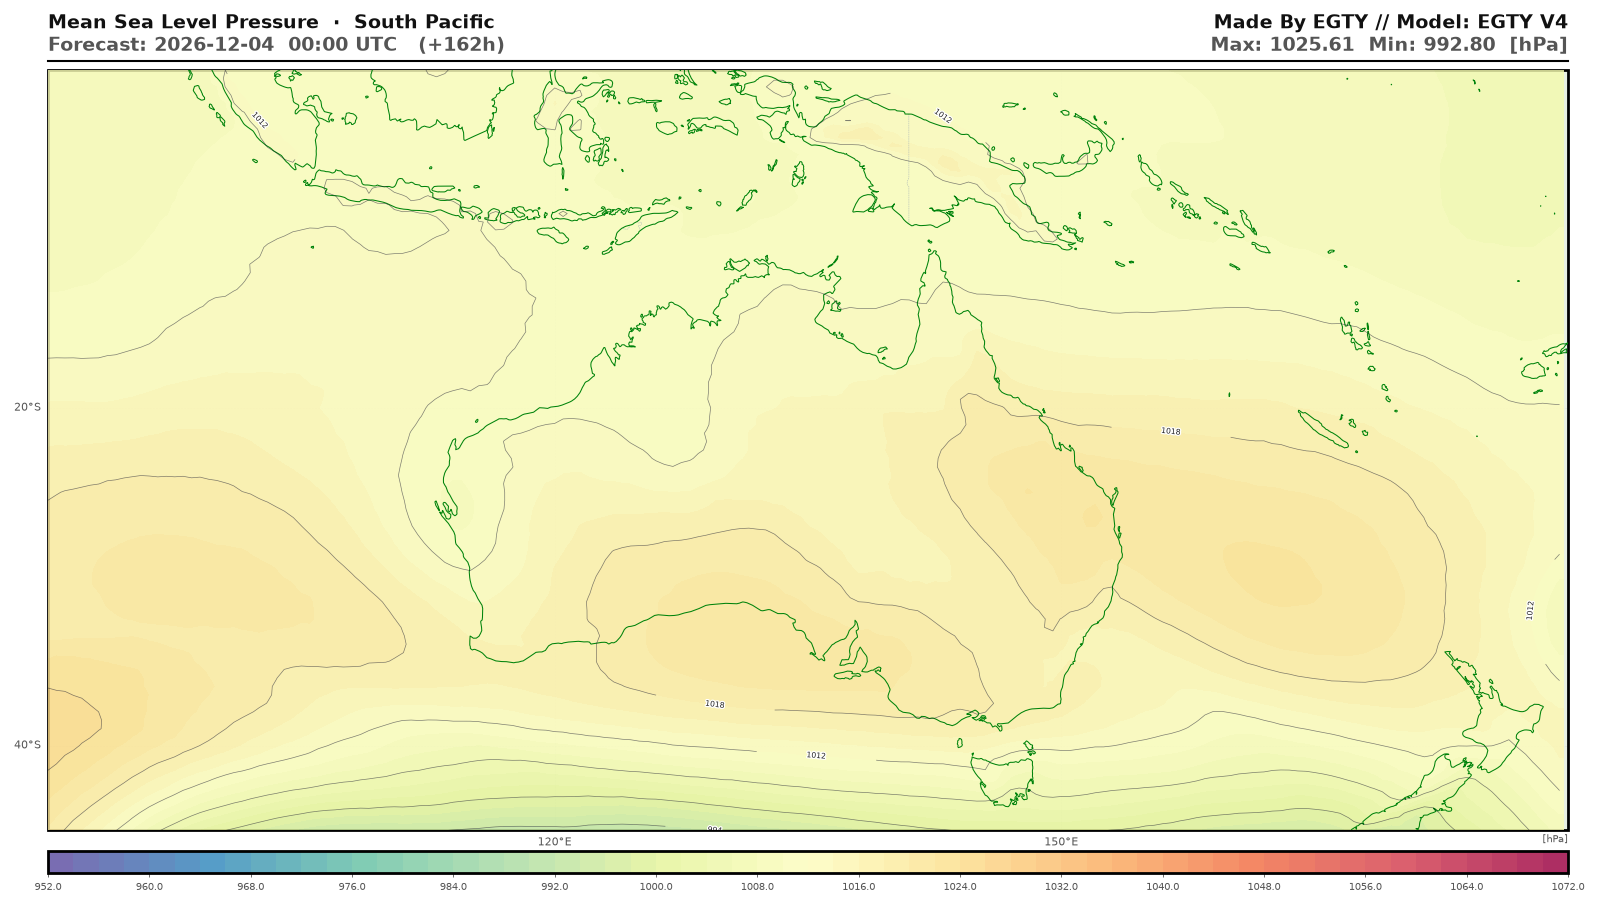 Mean Sea Level Pressure · South Pacific
Made By EGTY // Model: EGTY V4
Forecast: 2026-12-04 00:00 UTC (+162h)
Max: 1025.61 Min: 992.80 [hPa]
1012
1012
20°S
1018
1012
1018
40°S
1012
994
120°E
150°E
[hPa]
952.0
960.0
968.0
976.0
984.0
992.0
1000.0
1008.0
1016.0
1024.0
1032.0
1040.0
1048.0
1056.0
1064.0
1072.0